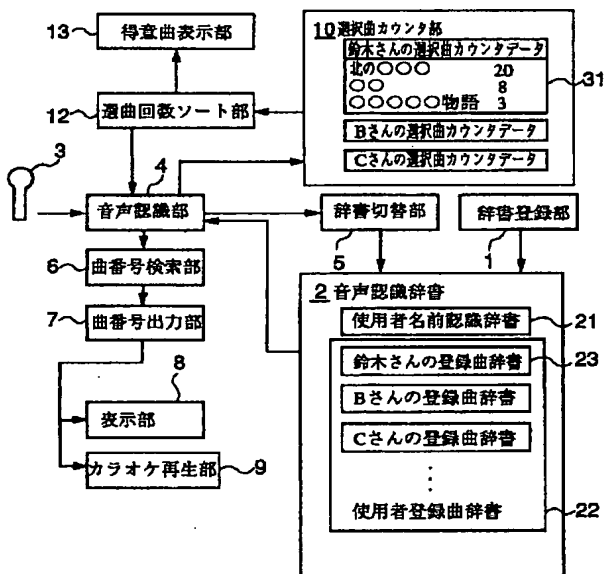 13
得意曲表示部
12
選曲回数ソート部
10 選択曲カウンタ部
鈴木さんの選択曲カウンタデータ
北の〇〇〇 20
〇〇 8
〇〇〇〇〇物語 3
31
Bさんの選択曲カウンタデータ
Cさんの選択曲カウンタデータ
3
4
音声認識部
辞書切替部
5
辞書登録部
1
6
曲番号検索部
7
曲番号出力部
8
表示部
カラオケ再生部
9
2 音声認識辞書
使用者名前認識辞書
21
鈴木さんの登録曲辞書
23
Bさんの登録曲辞書
Cさんの登録曲辞書
使用者登録曲辞書
22